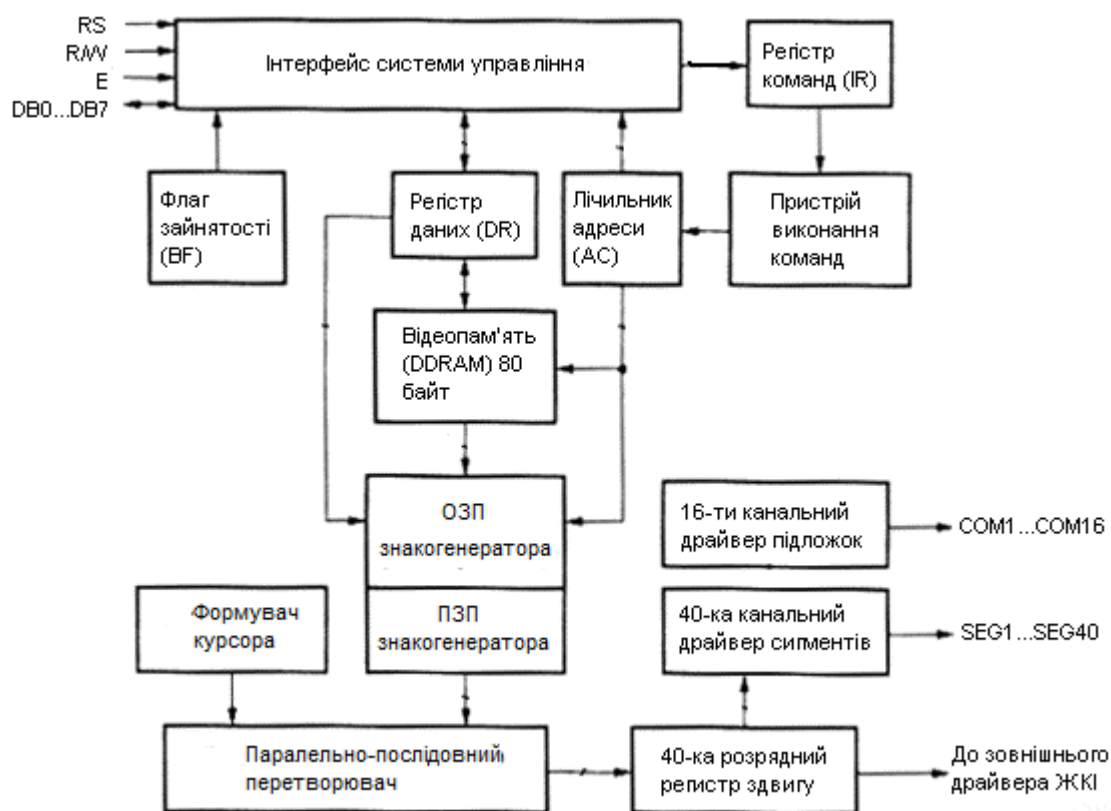 RS
R/W
E
DB0...DB7
Інтерфейс системи управління
Регістр
команд (IR)
Флаг
зайнятості
(BF)
Регістр
даних (DR)
Лічильник
адреси
(AC)
Пристрій
виконання
команд
Відеопам'ять
(DDRAM) 80
байт
ОЗП
знакогенератора
16-ти канальний
драйвер підложок
COM1...COM16
Формувач
курсора
ПЗП
знакогенератора
40-ка канальний
драйвер сигментів
SEG1...SEG40
Паралельно-послідовний
перетворювач
40-ка розрядний
регістр здвигу
До зовнішнього
драйвера ЖКІ